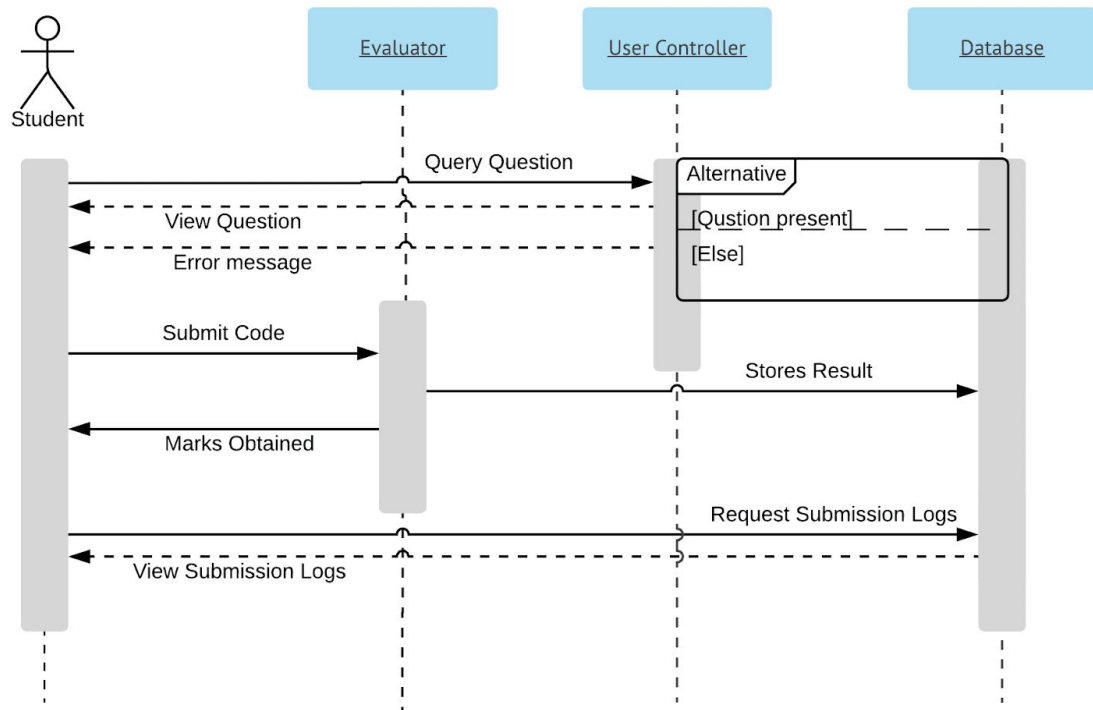 Evaluator
User Controller
Database
Student
Query Question
Alternative
View Question
[Qustion present]
Error message
[Else]
Submit Code
Stores Result
Marks Obtained
Request Submission Logs
View Submission Logs